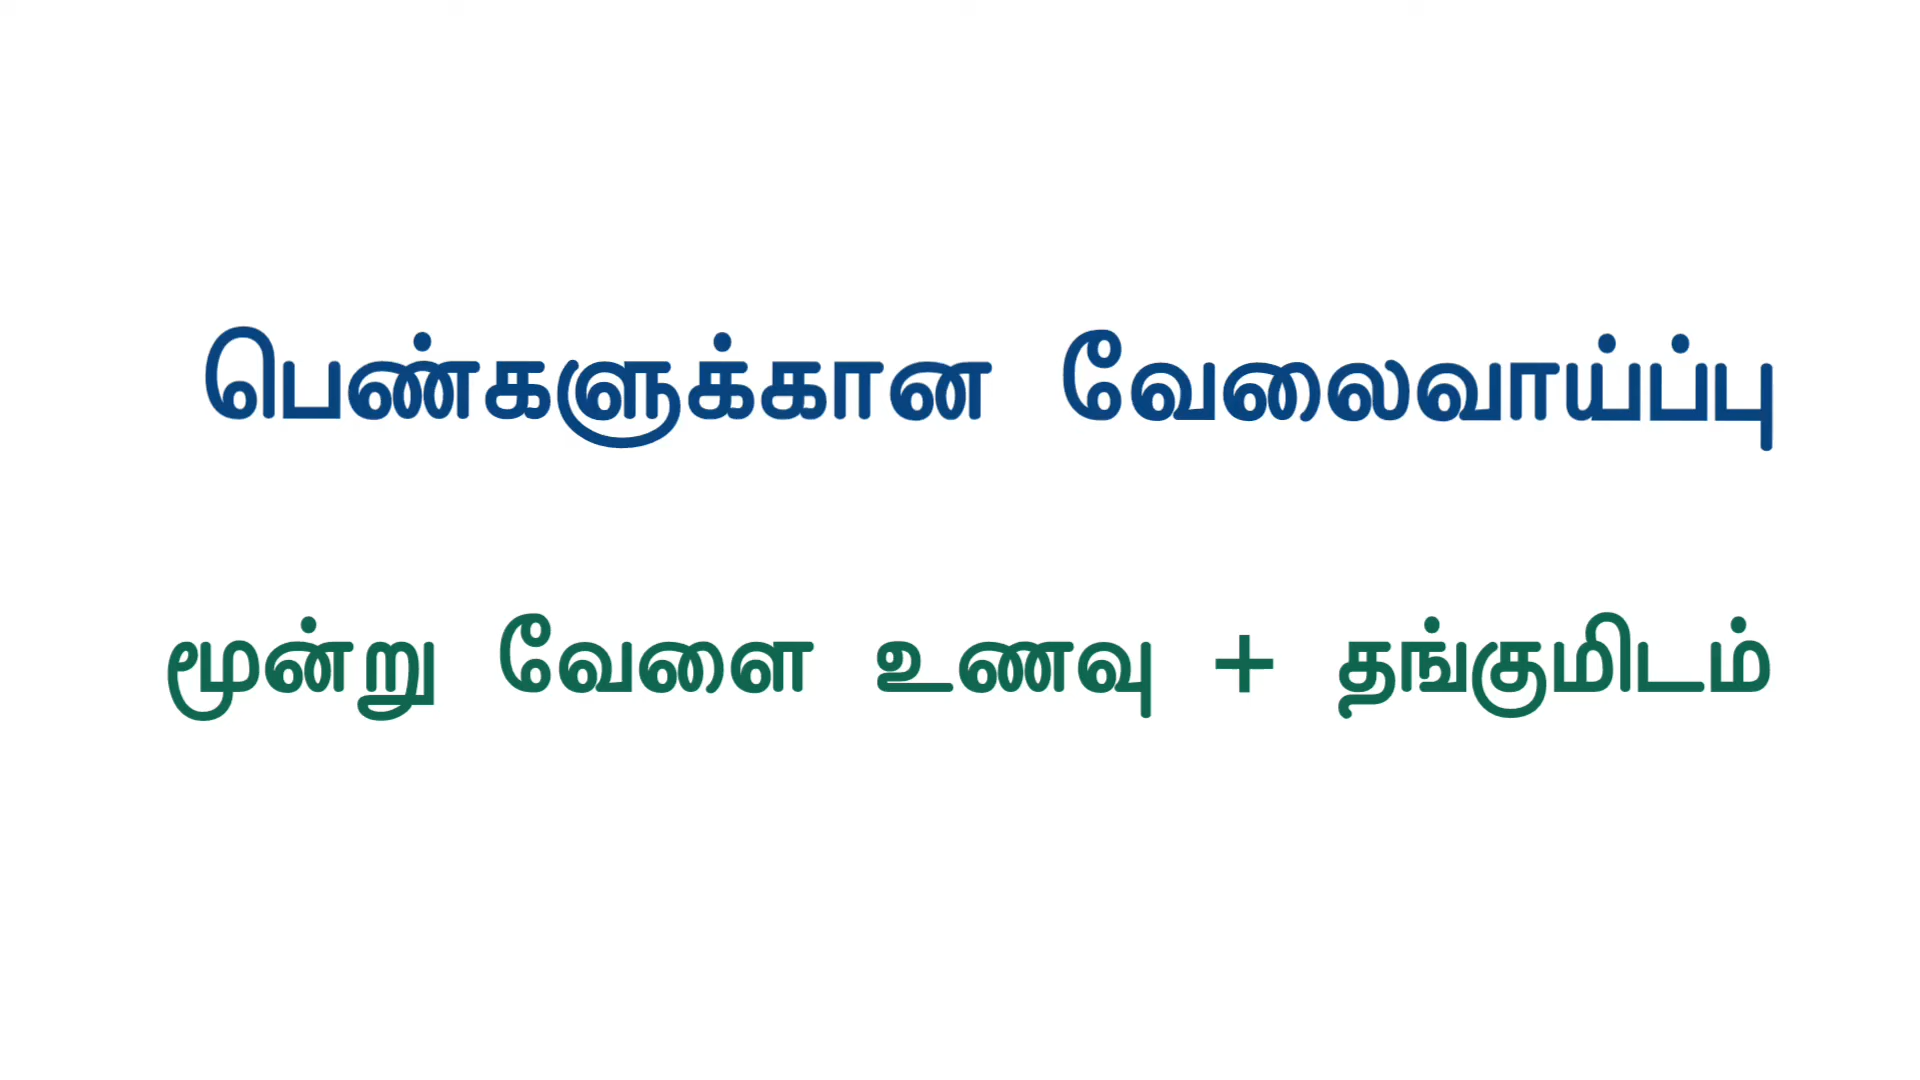 பெண்களுக்கான வேலைவாய்ப்பு
மூன்று வேளை உணவு + தங்குமிடம்